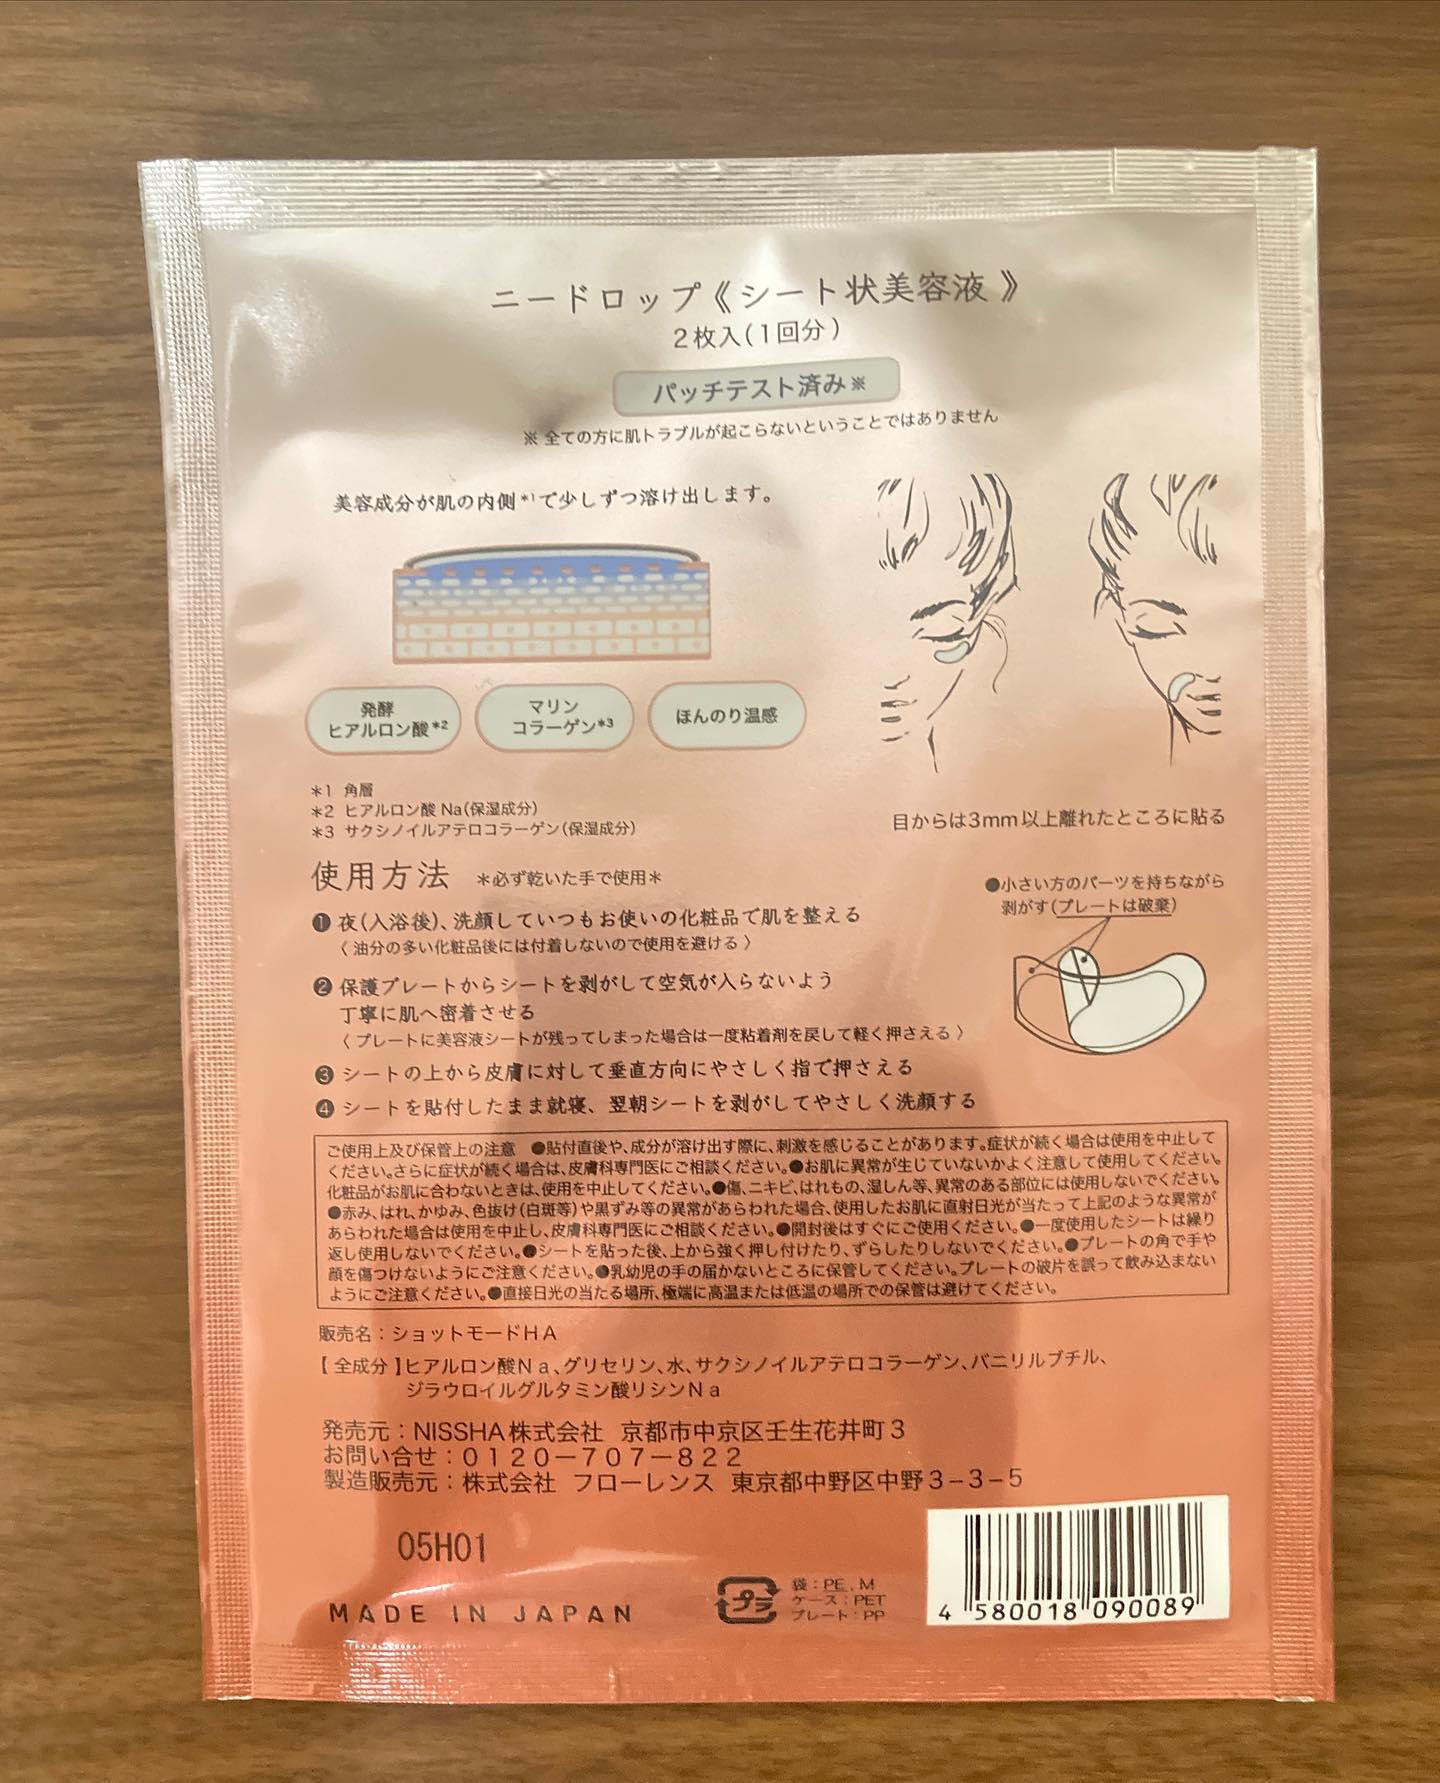 ニードロップ《シート状美容液》
2枚入(1回分)
パッチテスト済み※
※ 全ての方に肌トラブルが起こらないということではありません
美容成分が肌の内側*1で少しずつ溶け出します。
発酵
ヒアルロン酸*2
マリン
コラーゲン*3
ほんのり温感
*1 角層
*2 ヒアルロン酸 Na(保湿成分)
*3 サクシノイルアテロコラーゲン(保湿成分)
目からは3mm以上離れたところに貼る
使用方法 *必ず乾いた手で使用*
❶ 夜(入浴後)、洗顔していつもお使いの化粧品で肌を整える
〈 油分の多い化粧品後には付着しないので使用を避ける 〉
❷ 保護プレートからシートを剥がして空気が入らないよう
丁寧に肌へ密着させる
〈 プレートに美容液シートが残ってしまった場合は一度粘着剤を戻して軽く押さえる 〉
❸ シートの上から皮膚に対して垂直方向にやさしく指で押さえる
❹ シートを貼付したまま就寝、翌朝シートを剥がしてやさしく洗顔する
●小さい方のパーツを持ちながら
剥がす(プレートは破棄)
ご使用上及び保管上の注意 ●貼付直後や、成分が溶け出す際に、刺激を感じることがあります。症状が続く場合は使用を中止して
ください。さらに症状が続く場合は、皮膚科専門医にご相談ください。●お肌に異常が生じていないかよく注意して使用してください。
化粧品がお肌に合わないときは、使用を中止してください。●傷、ニキビ、はれもの、湿しん等、異常のある部位には使用しないでください。
●赤み、はれ、かゆみ、色抜け(白斑等)や黒ずみ等の異常があらわれた場合、使用したお肌に直射日光が当たって上記のような異常が
あらわれた場合は使用を中止し、皮膚科専門医にご相談ください。●開封後はすぐにご使用ください。●一度使用したシートは繰り
返し使用しないでください。●シートを貼った後、上から強く押し付けたり、ずらしたりしないでください。●プレートの角で手や
顔を傷つけないようにご注意ください。●乳幼児の手の届かないところに保管してください。プレートの破片を誤って飲み込まない
ようにご注意ください。●直接日光の当たる場所、極端に高温または低温の場所での保管は避けてください。
販売名：ショットモードHA
【全成分】ヒアルロン酸Na、グリセリン、水、サクシノイルアテロコラーゲン、バニリルブチル、
ジラウロイルグルタミン酸リシンNa
発売元：NISSHA株式会社 京都市中京区壬生花井町3
お問い合せ：0120-707-822
製造販売元：株式会社 フローレンス 東京都中野区中野3-3-5
05H01
MADE IN JAPAN
プラ
袋：PE、M
ケース：PET
プレート：PP
4 580018 090089